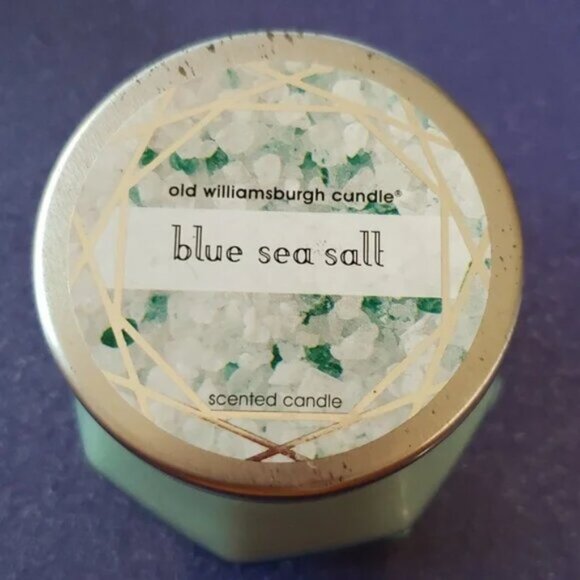 old williamsburgh candle®
blue sea salt
scented candle